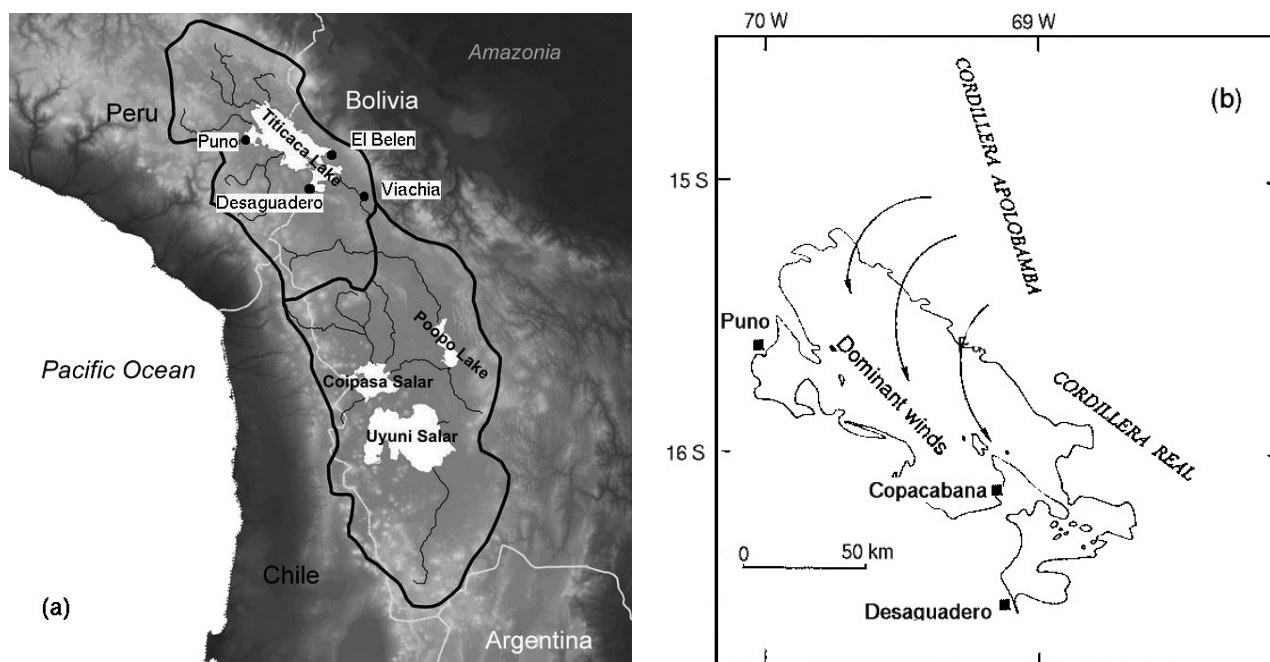 Amazonia
Peru
Bolivia
Puno
Titicaca Lake
El Belen
Desaguadero
Viachia
Pacific Ocean
Poopo Lake
Coipasa Salar
Uyuni Salar
Chile
(a)
Argentina
70 W
69 W
(b)
CORDILLERA APOLOBAMBA
15 S
Puno
Dominant winds
CORDILLERA REAL
16 S
Copacabana
0
50 km
Desaguadero